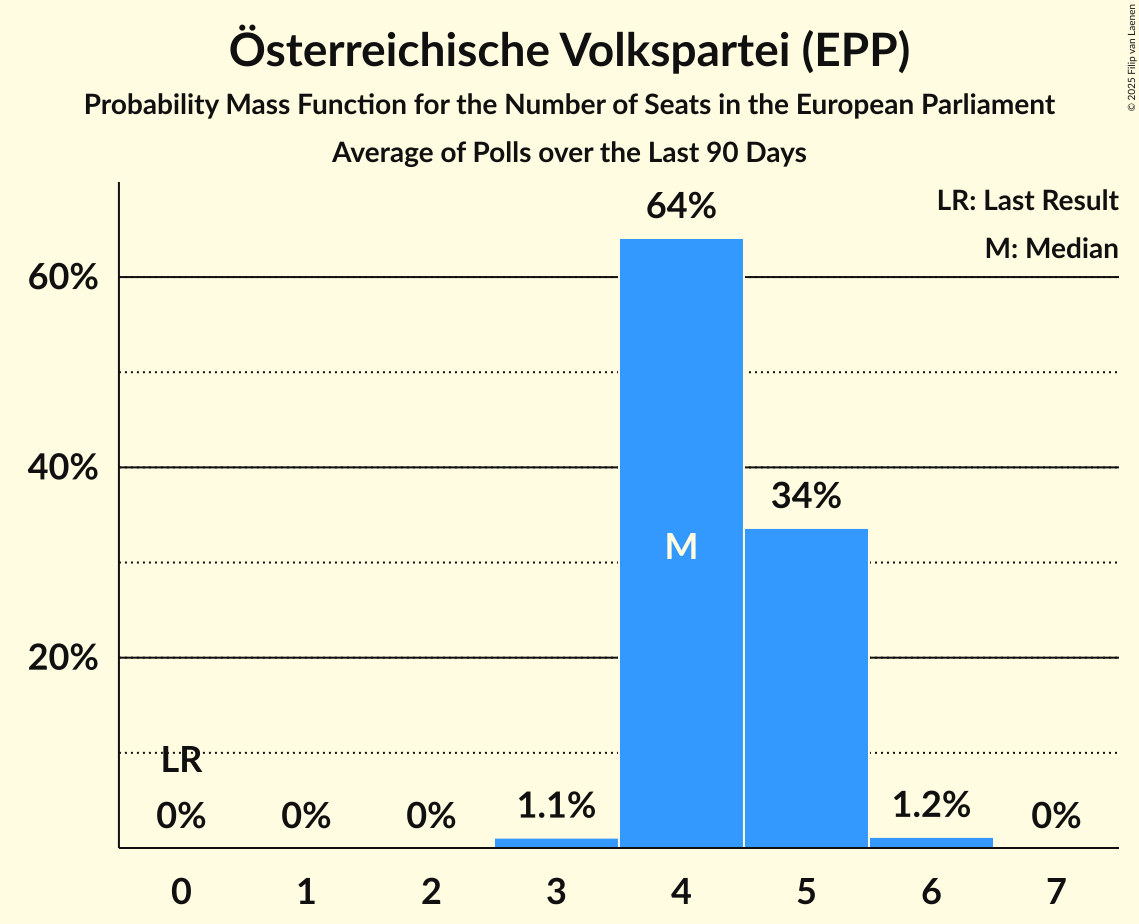 Österreichische Volkspartei (EPP)
Probability Mass Function for the Number of Seats in the European Parliament
Average of Polls over the Last 90 Days
© 2025 Filip van Laenen
LR: Last Result
M: Median
64%
60%
40%
34%
M
20%
LR
0% 0% 0% 1.1% 1.2% 0%
0 1 2 3 4 5 6 7